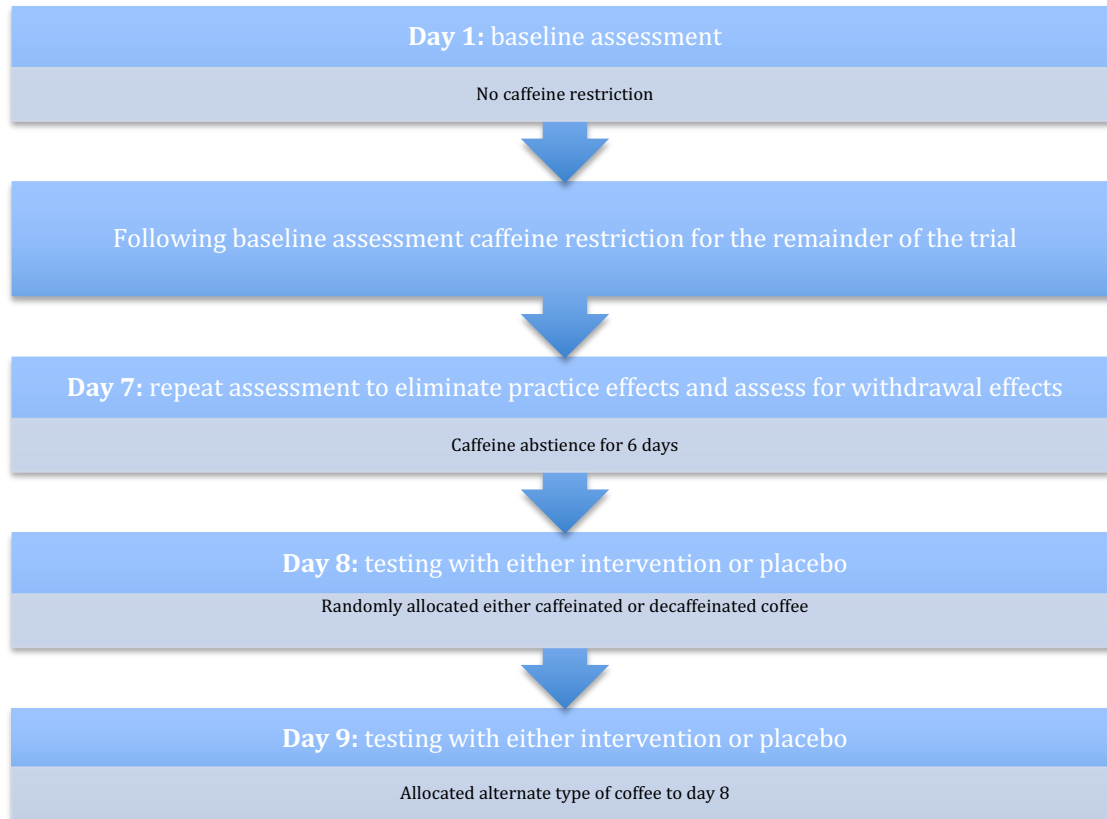 Day 1: baseline assessment
No caffeine restriction
Following baseline assessment caffeine restriction for the remainder of the trial
Day 7: repeat assessment to eliminate practice effects and assess for withdrawal effects
Caffeine abstience for 6 days
Day 8: testing with either intervention or placebo
Randomly allocated either caffeinated or decaffeinated coffee
Day 9: testing with either intervention or placebo
Allocated alternate type of coffee to day 8